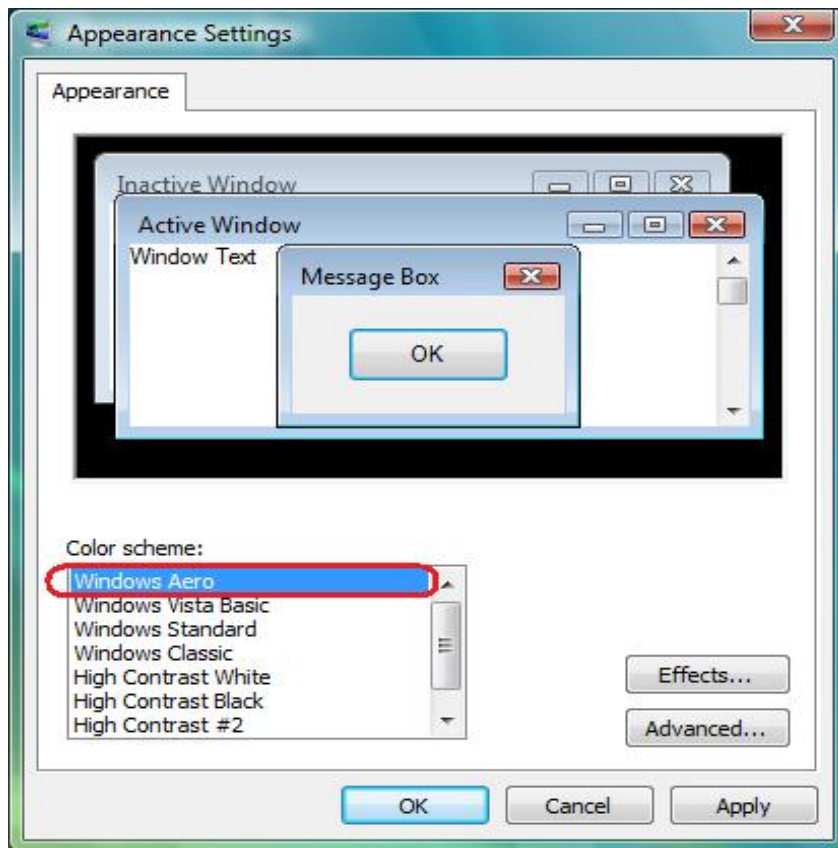 Appearance Settings
Appearance
Inactive Window
Active Window
Window Text
Message Box
OK
Color scheme:
Windows Aero
Windows Vista Basic
Windows Standard
Windows Classic
High Contrast White
High Contrast Black
High Contrast #2
Effects...
Advanced...
OK Cancel Apply